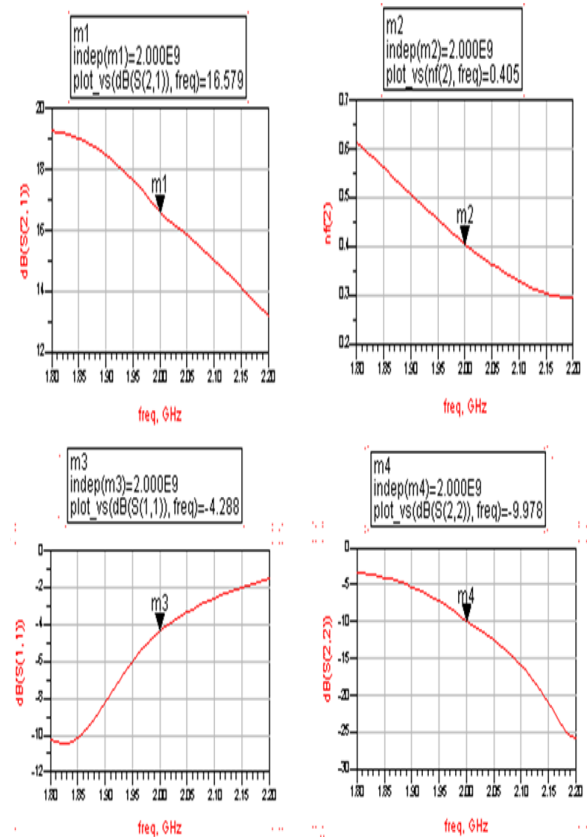 m1
indep(m1)=2.000E9
plot_vs(dB(S(2,1)), freq)=16.579
m2
indep(m2)=2.000E9
plot_vs(nf(2), freq)=0.405
20
18
16
14
12
dB(S(2,1))
m1
1.80 1.85 1.90 1.95 2.00 2.05 2.10 2.15 2.20
freq, GHz
0.7
0.6
0.5
0.4
0.3
0.2
nf(2)
m2
1.80 1.85 1.90 1.95 2.00 2.05 2.10 2.15 2.20
freq, GHz
m3
indep(m3)=2.000E9
plot_vs(dB(S(1,1)), freq)=-4.288
m4
indep(m4)=2.000E9
plot_vs(dB(S(2,2)), freq)=-9.978
0
-2
-4
-6
-8
-10
-12
dB(S(1,1))
m3
1.80 1.85 1.90 1.95 2.00 2.05 2.10 2.15 2.20
freq, GHz
0
-5
-10
-15
-20
-25
-30
dB(S(2,2))
m4
1.80 1.85 1.90 1.95 2.00 2.05 2.10 2.15 2.20
freq, GHz